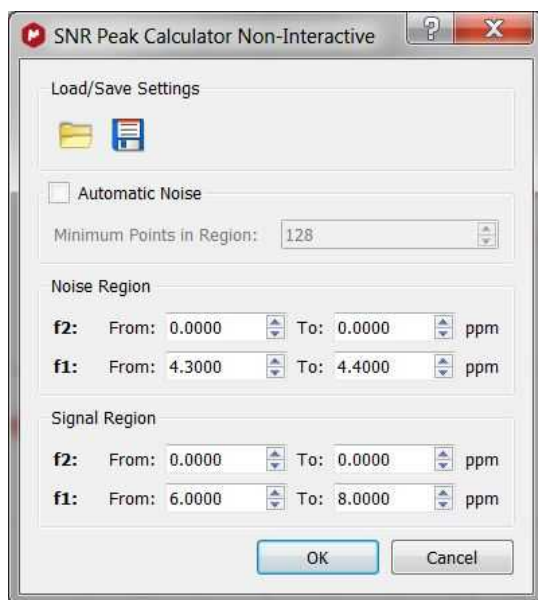 SNR Peak Calculator Non-Interactive
Load/Save Settings
Automatic Noise
Minimum Points in Region: 128
Noise Region
f2: From: 0.0000 To: 0.0000 ppm
f1: From: 4.3000 To: 4.4000 ppm
Signal Region
f2: From: 0.0000 To: 0.0000 ppm
f1: From: 6.0000 To: 8.0000 ppm
OK Cancel